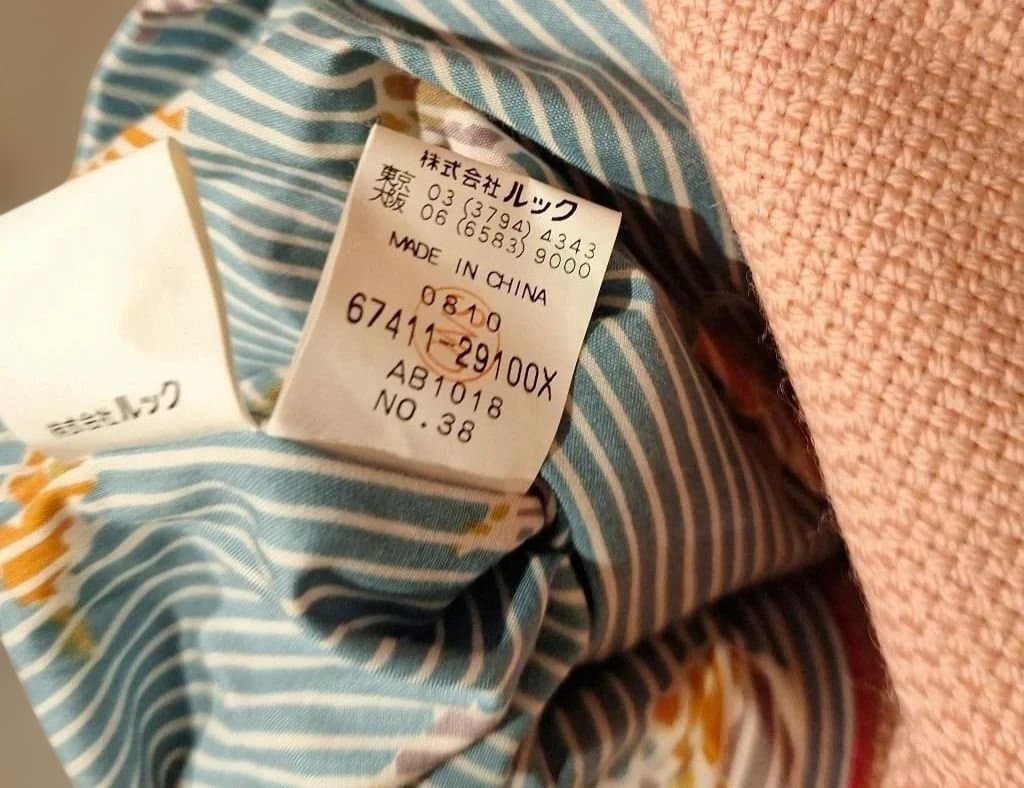 株式会社 ルック
東京 03 (3794) 4343
大阪 06 (6583) 9000
MADE IN CHINA
0810
67411-29100X
AB1018
NO.38
株式会社 ルック